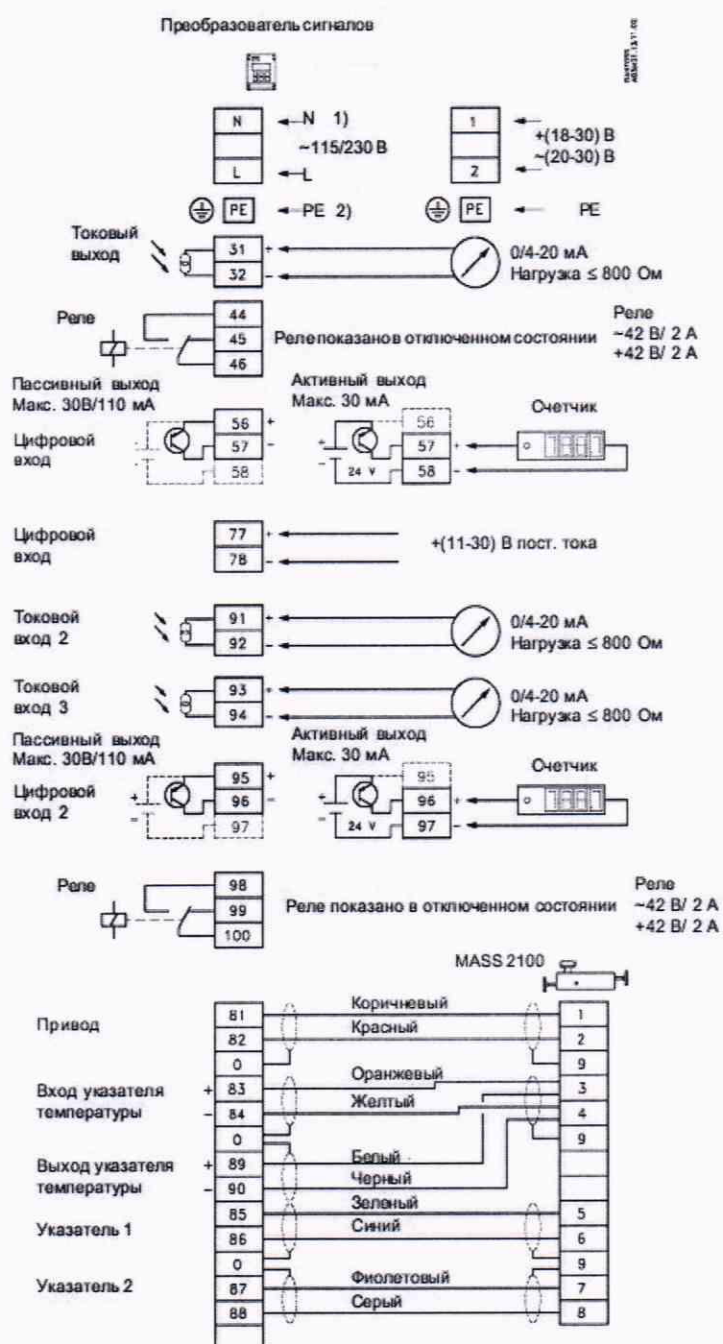 Преобразователь сигналов
N
N 1)
1
~115/230 В
+(18-30) В
~(20-30) В
L
L
2
PE
PE 2)
PE
PE
Токовый
выход
31
32
+
-
0/4-20 мА
Нагрузка ≤ 800 Ом
Реле
44
45
46
Реле показано в отключенном состоянии
Реле
~42 В/ 2 А
+42 В/ 2 А
Пассивный выход
Макс. 30В/110 мА
Активный выход
Макс. 30 мА
Счетчик
Цифровой
вход
56
57
58
+
-
24 V
56
57
58
+
-
Цифровой
вход
77
78
+
-
+(11-30) В пост. тока
Токовой
вход 2
91
92
+
-
0/4-20 мА
Нагрузка ≤ 800 Ом
Токовой
вход 3
93
94
+
-
0/4-20 мА
Нагрузка ≤ 800 Ом
Пассивный выход
Макс. 30В/110 мА
Активный выход
Макс. 30 мА
Счетчик
Цифровой
вход 2
95
96
97
+
-
24 V
95
96
97
+
-
Реле
98
99
100
Реле показано в отключенном состоянии
Реле
~42 В/ 2 А
+42 В/ 2 А
MASS 2100
Привод
81
Коричневый
1
82
Красный
2
0
9
Вход указателя
температуры
+ 83
Оранжевый
3
- 84
Желтый
4
0
9
Выход указателя
температуры
+ 89
Белый
- 90
Черный
Указатель 1
85
Зеленый
5
86
Синий
6
0
9
Указатель 2
87
Фиолетовый
7
88
Серый
8